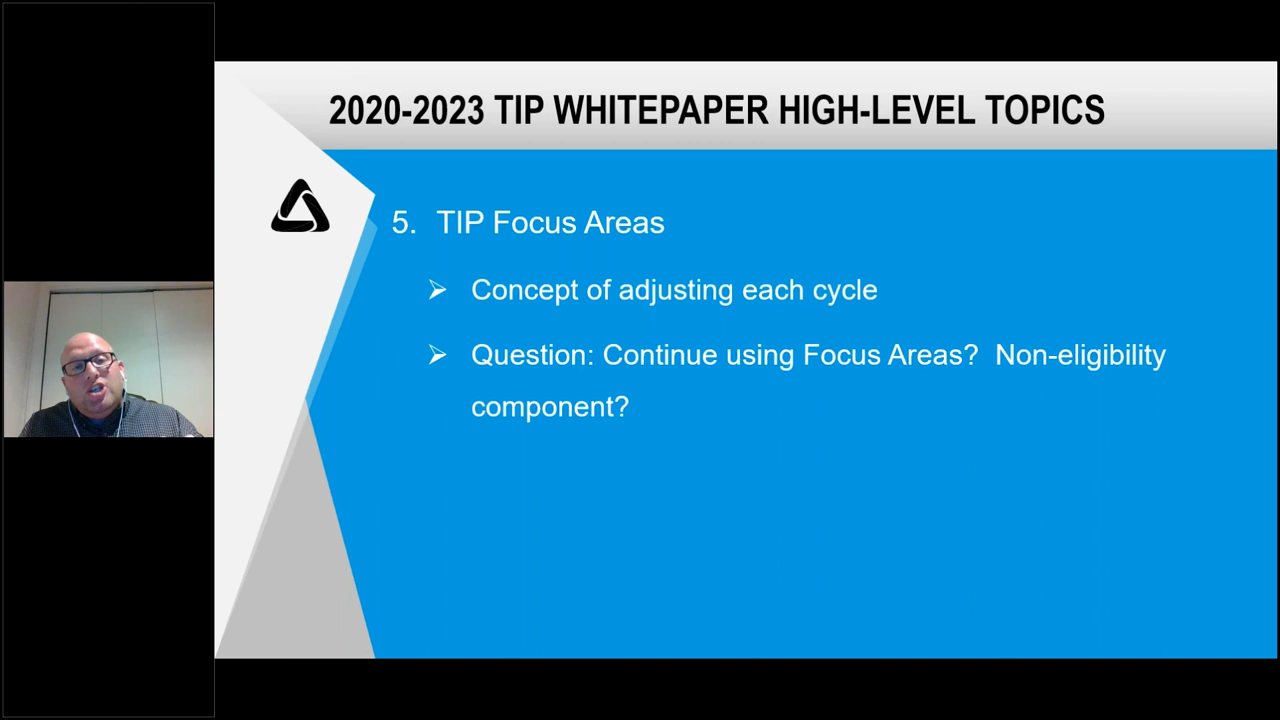 2020-2023 TIP WHITEPAPER HIGH-LEVEL TOPICS
5. TIP Focus Areas
Concept of adjusting each cycle
Question: Continue using Focus Areas? Non-eligibility
component?